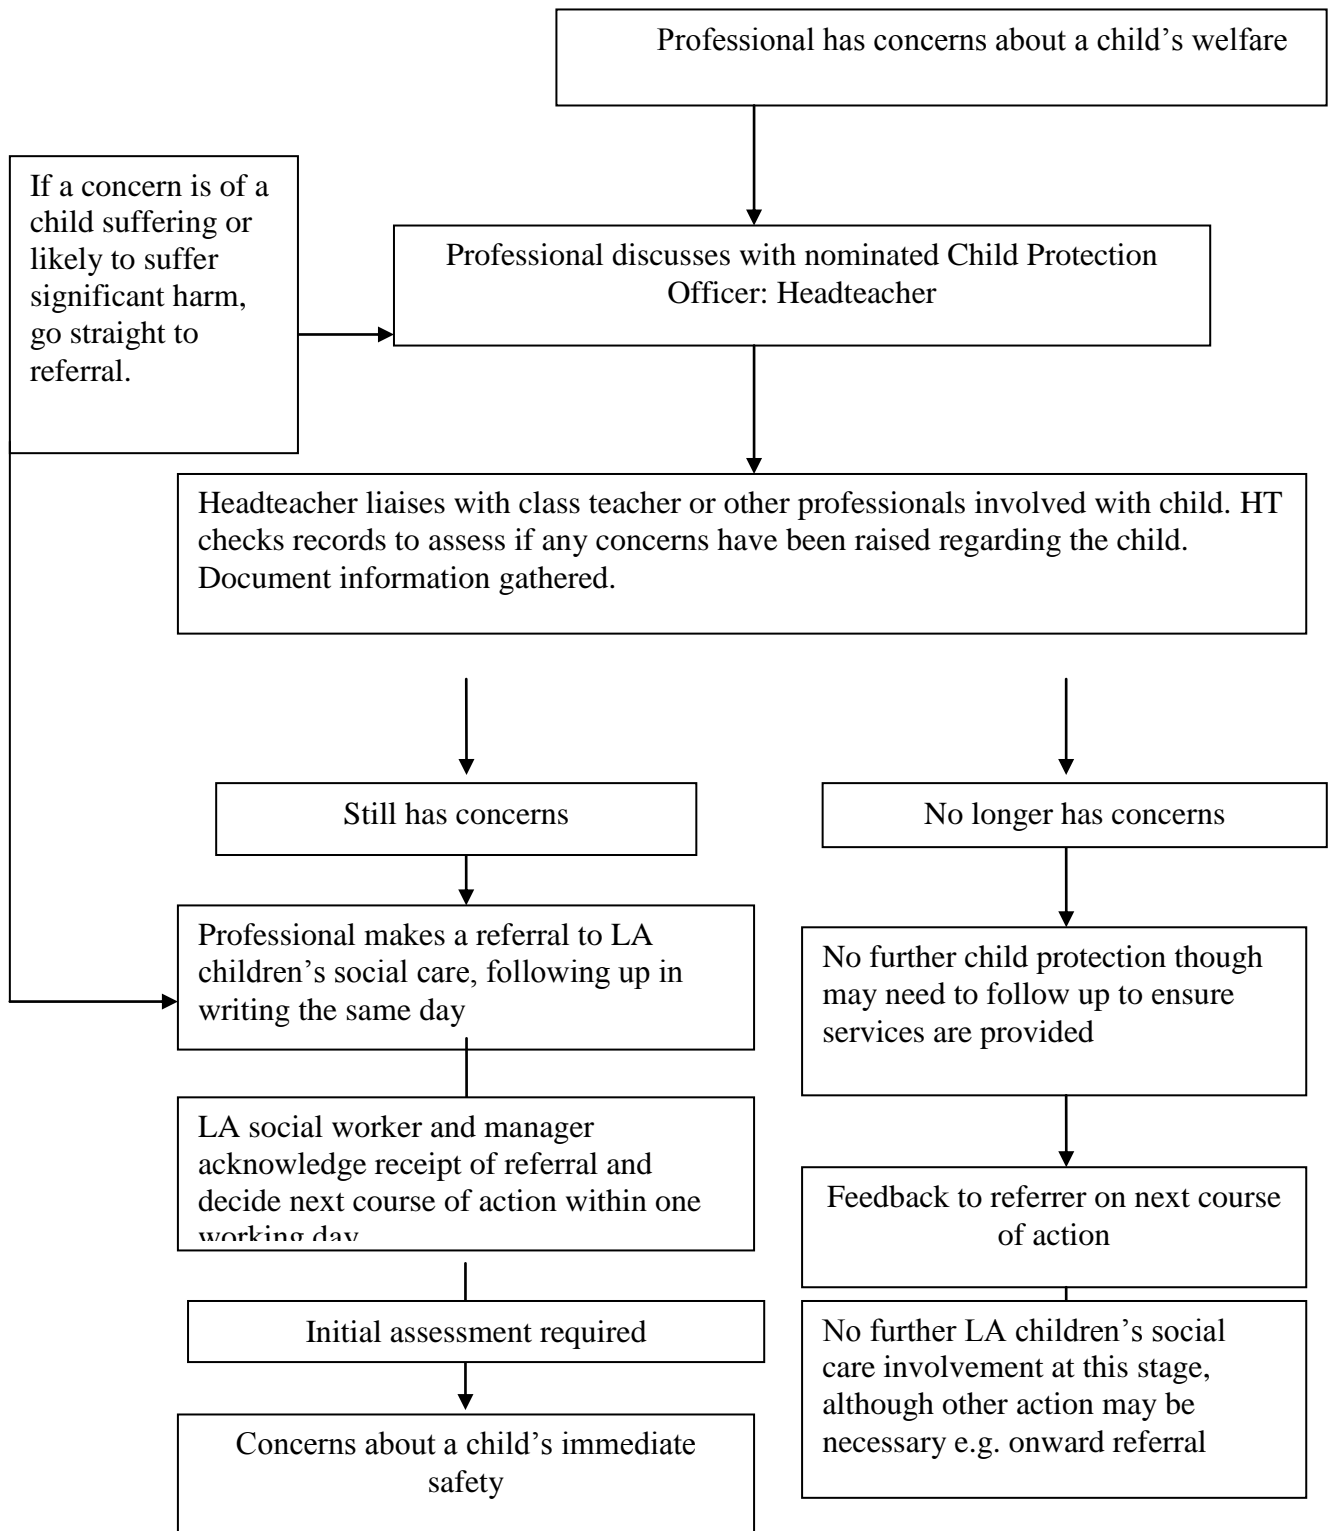 Professional has concerns about a child’s welfare
If a concern is of a
child suffering or
likely to suffer
significant harm,
go straight to
referral.
Professional discusses with nominated Child Protection
Officer: Headteacher
Headteacher liaises with class teacher or other professionals involved with child. HT
checks records to assess if any concerns have been raised regarding the child.
Document information gathered.
Still has concerns
No longer has concerns
Professional makes a referral to LA
children’s social care, following up in
writing the same day
No further child protection though
may need to follow up to ensure
services are provided
LA social worker and manager
acknowledge receipt of referral and
decide next course of action within one
working day
Feedback to referrer on next course
of action
Initial assessment required
No further LA children’s social
care involvement at this stage,
although other action may be
necessary e.g. onward referral
Concerns about a child’s immediate
safety